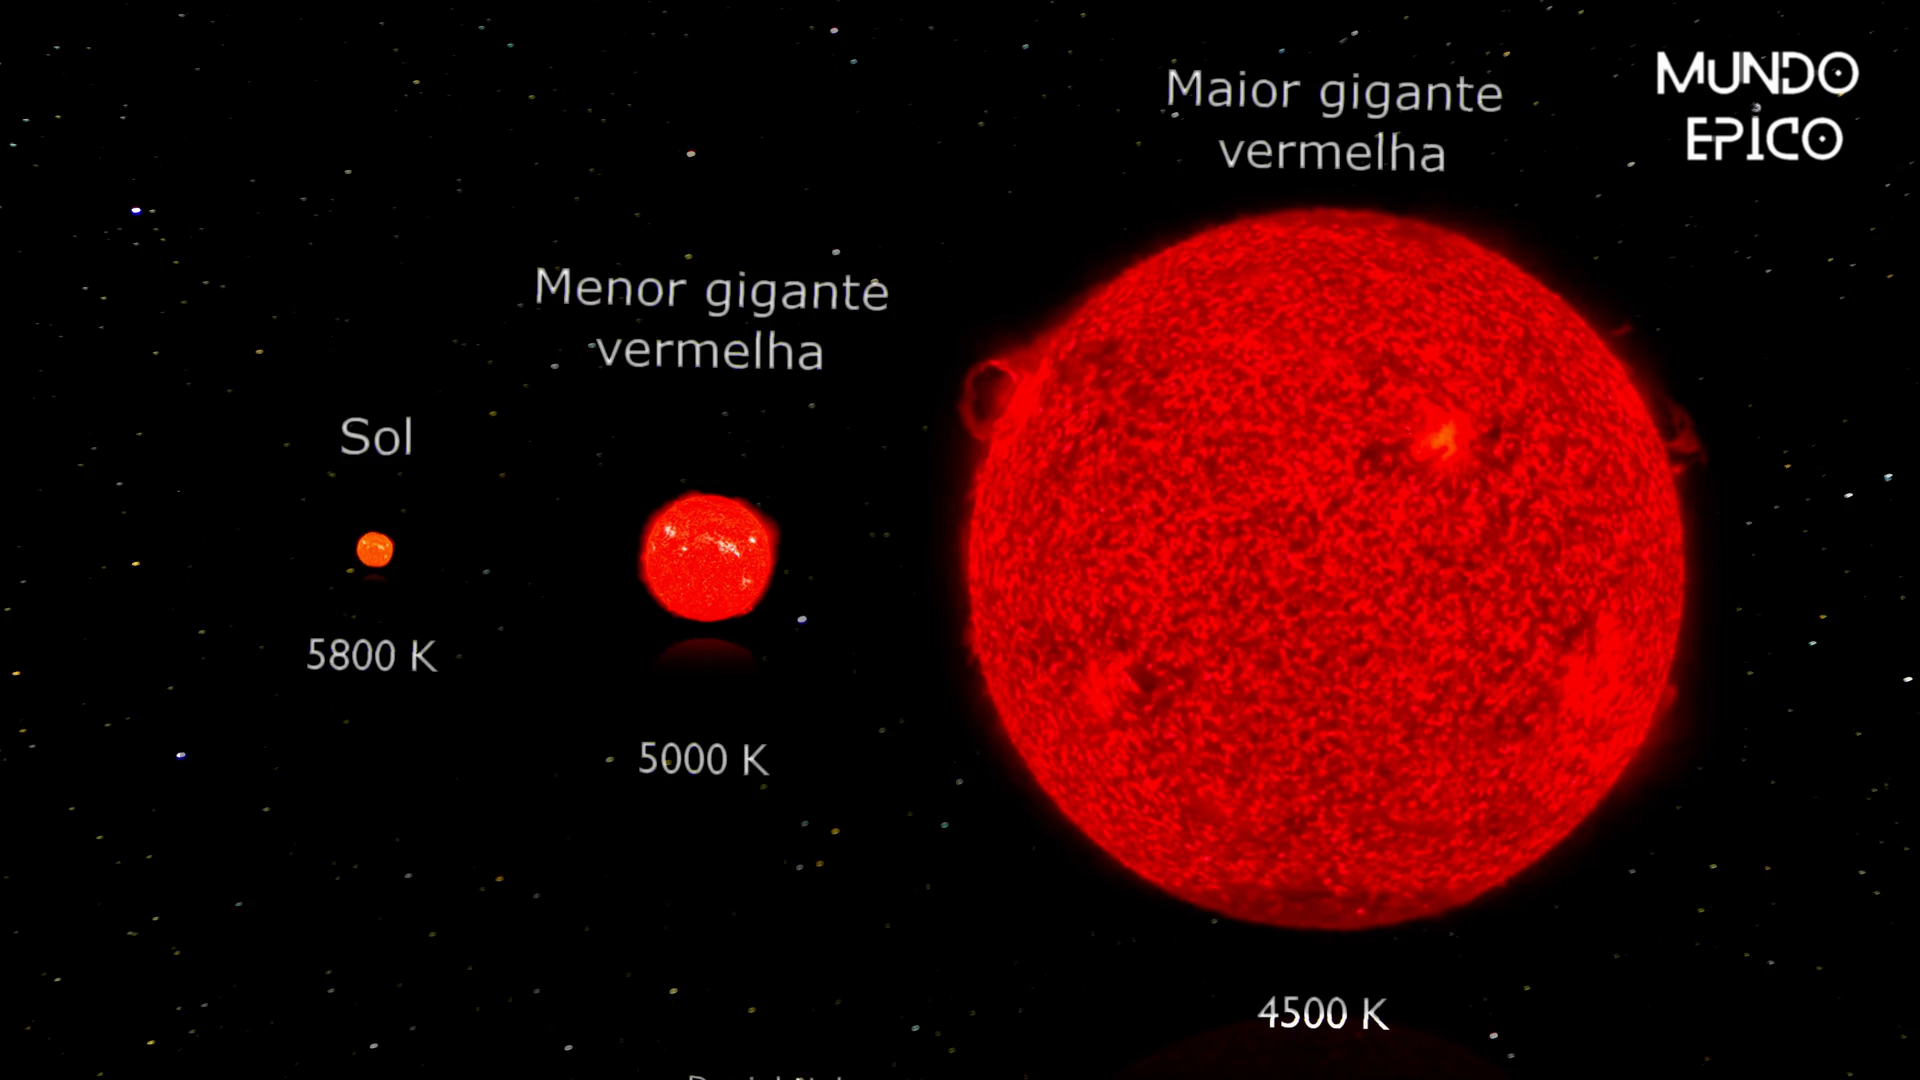 MUNDO
EPICO
Maior gigante
vermelha
Menor gigante
vermelha
Sol
5800 K
5000 K
4500 K